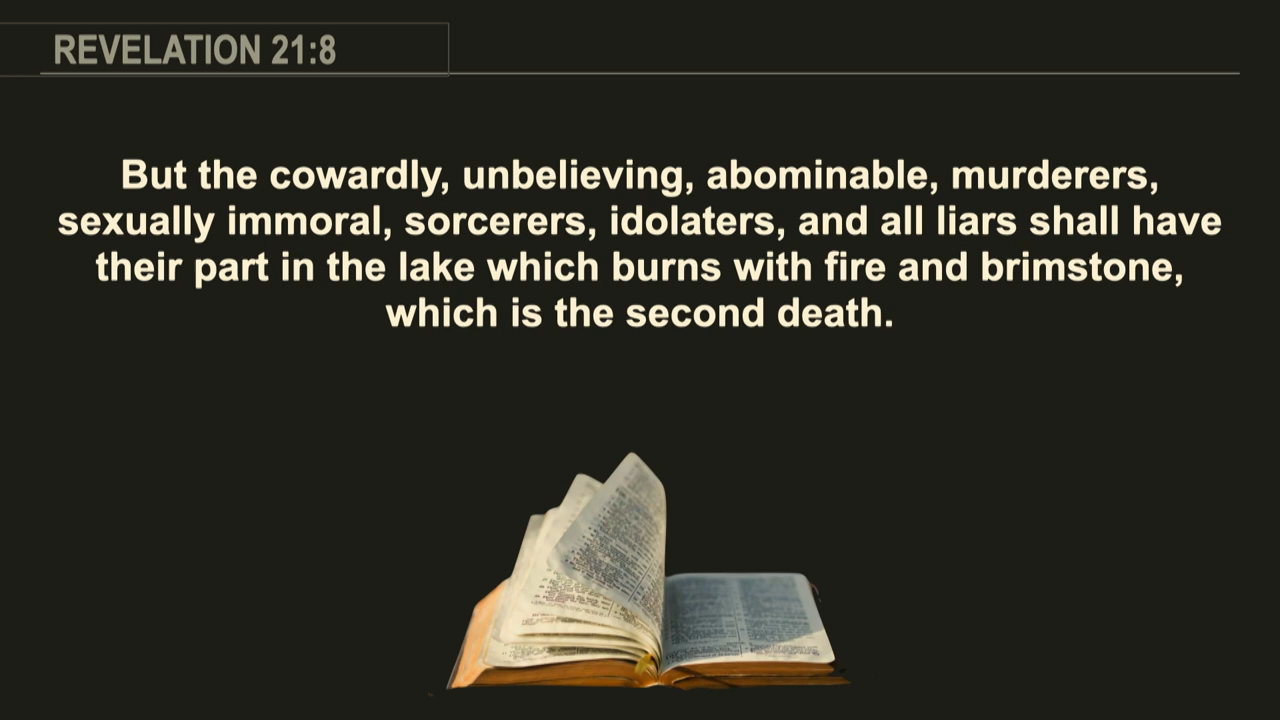 REVELATION 21:8
But the cowardly, unbelieving, abominable, murderers,
sexually immoral, sorcerers, idolaters, and all liars shall have
their part in the lake which burns with fire and brimstone,
which is the second death.